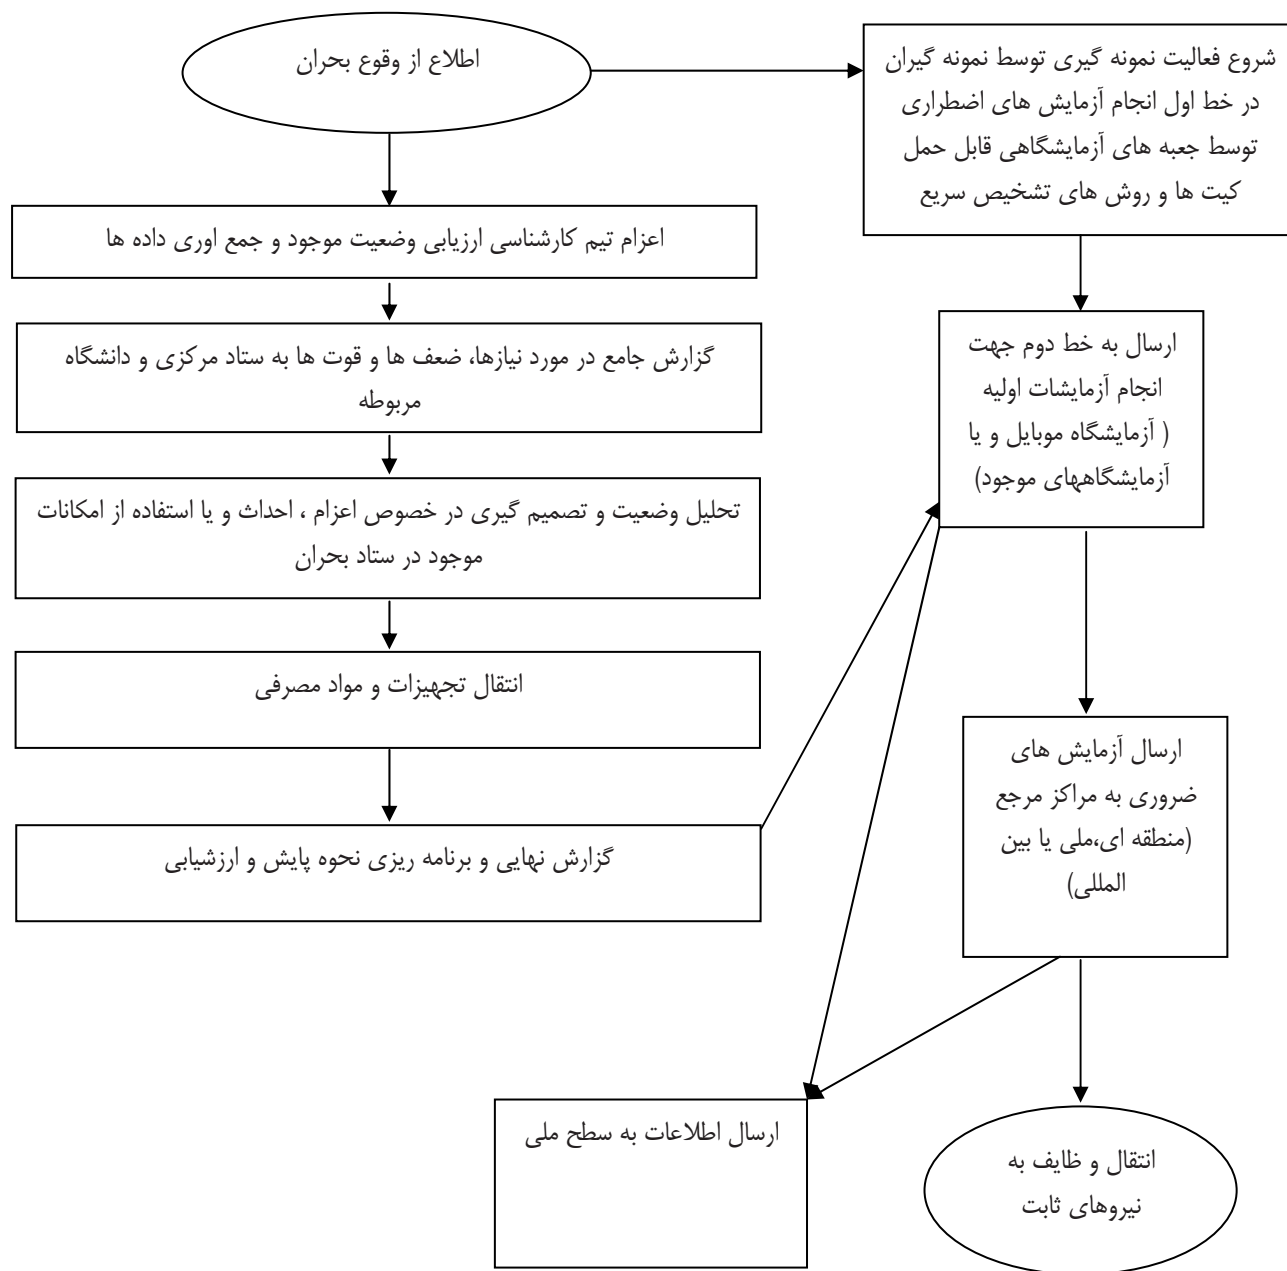 اطلاع از وقوع بحران
شروع فعالیت نمونه گیری توسط نمونه گیران
در خط اول انجام آزمایش های اضطراری
توسط جعبه های آزمایشگاهی قابل حمل
کیت ها و روش های تشخیص سریع
اعزام تیم کارشناسی ارزیابی وضعیت موجود و جمع اوری داده ها
گزارش جامع در مورد نیازها، ضعف ها و قوت ها به ستاد مرکزی و دانشگاه
مربوطه
تحلیل وضعیت و تصمیم گیری در خصوص اعزام ، احداث و یا استفاده از امکانات
موجود در ستاد بحران
انتقال تجهیزات و مواد مصرفی
گزارش نهایی و برنامه ریزی نحوه پایش و ارزشیابی
ارسال به خط دوم جهت
انجام آزمایشات اولیه
( آزمایشگاه موبایل و یا
آزمایشگاههای موجود)
ارسال آزمایش های
ضروری به مراکز مرجع
(منطقه ای،ملی یا بین
المللی)
ارسال اطلاعات به سطح ملی
انتقال و ظایف به
نیروهای ثابت